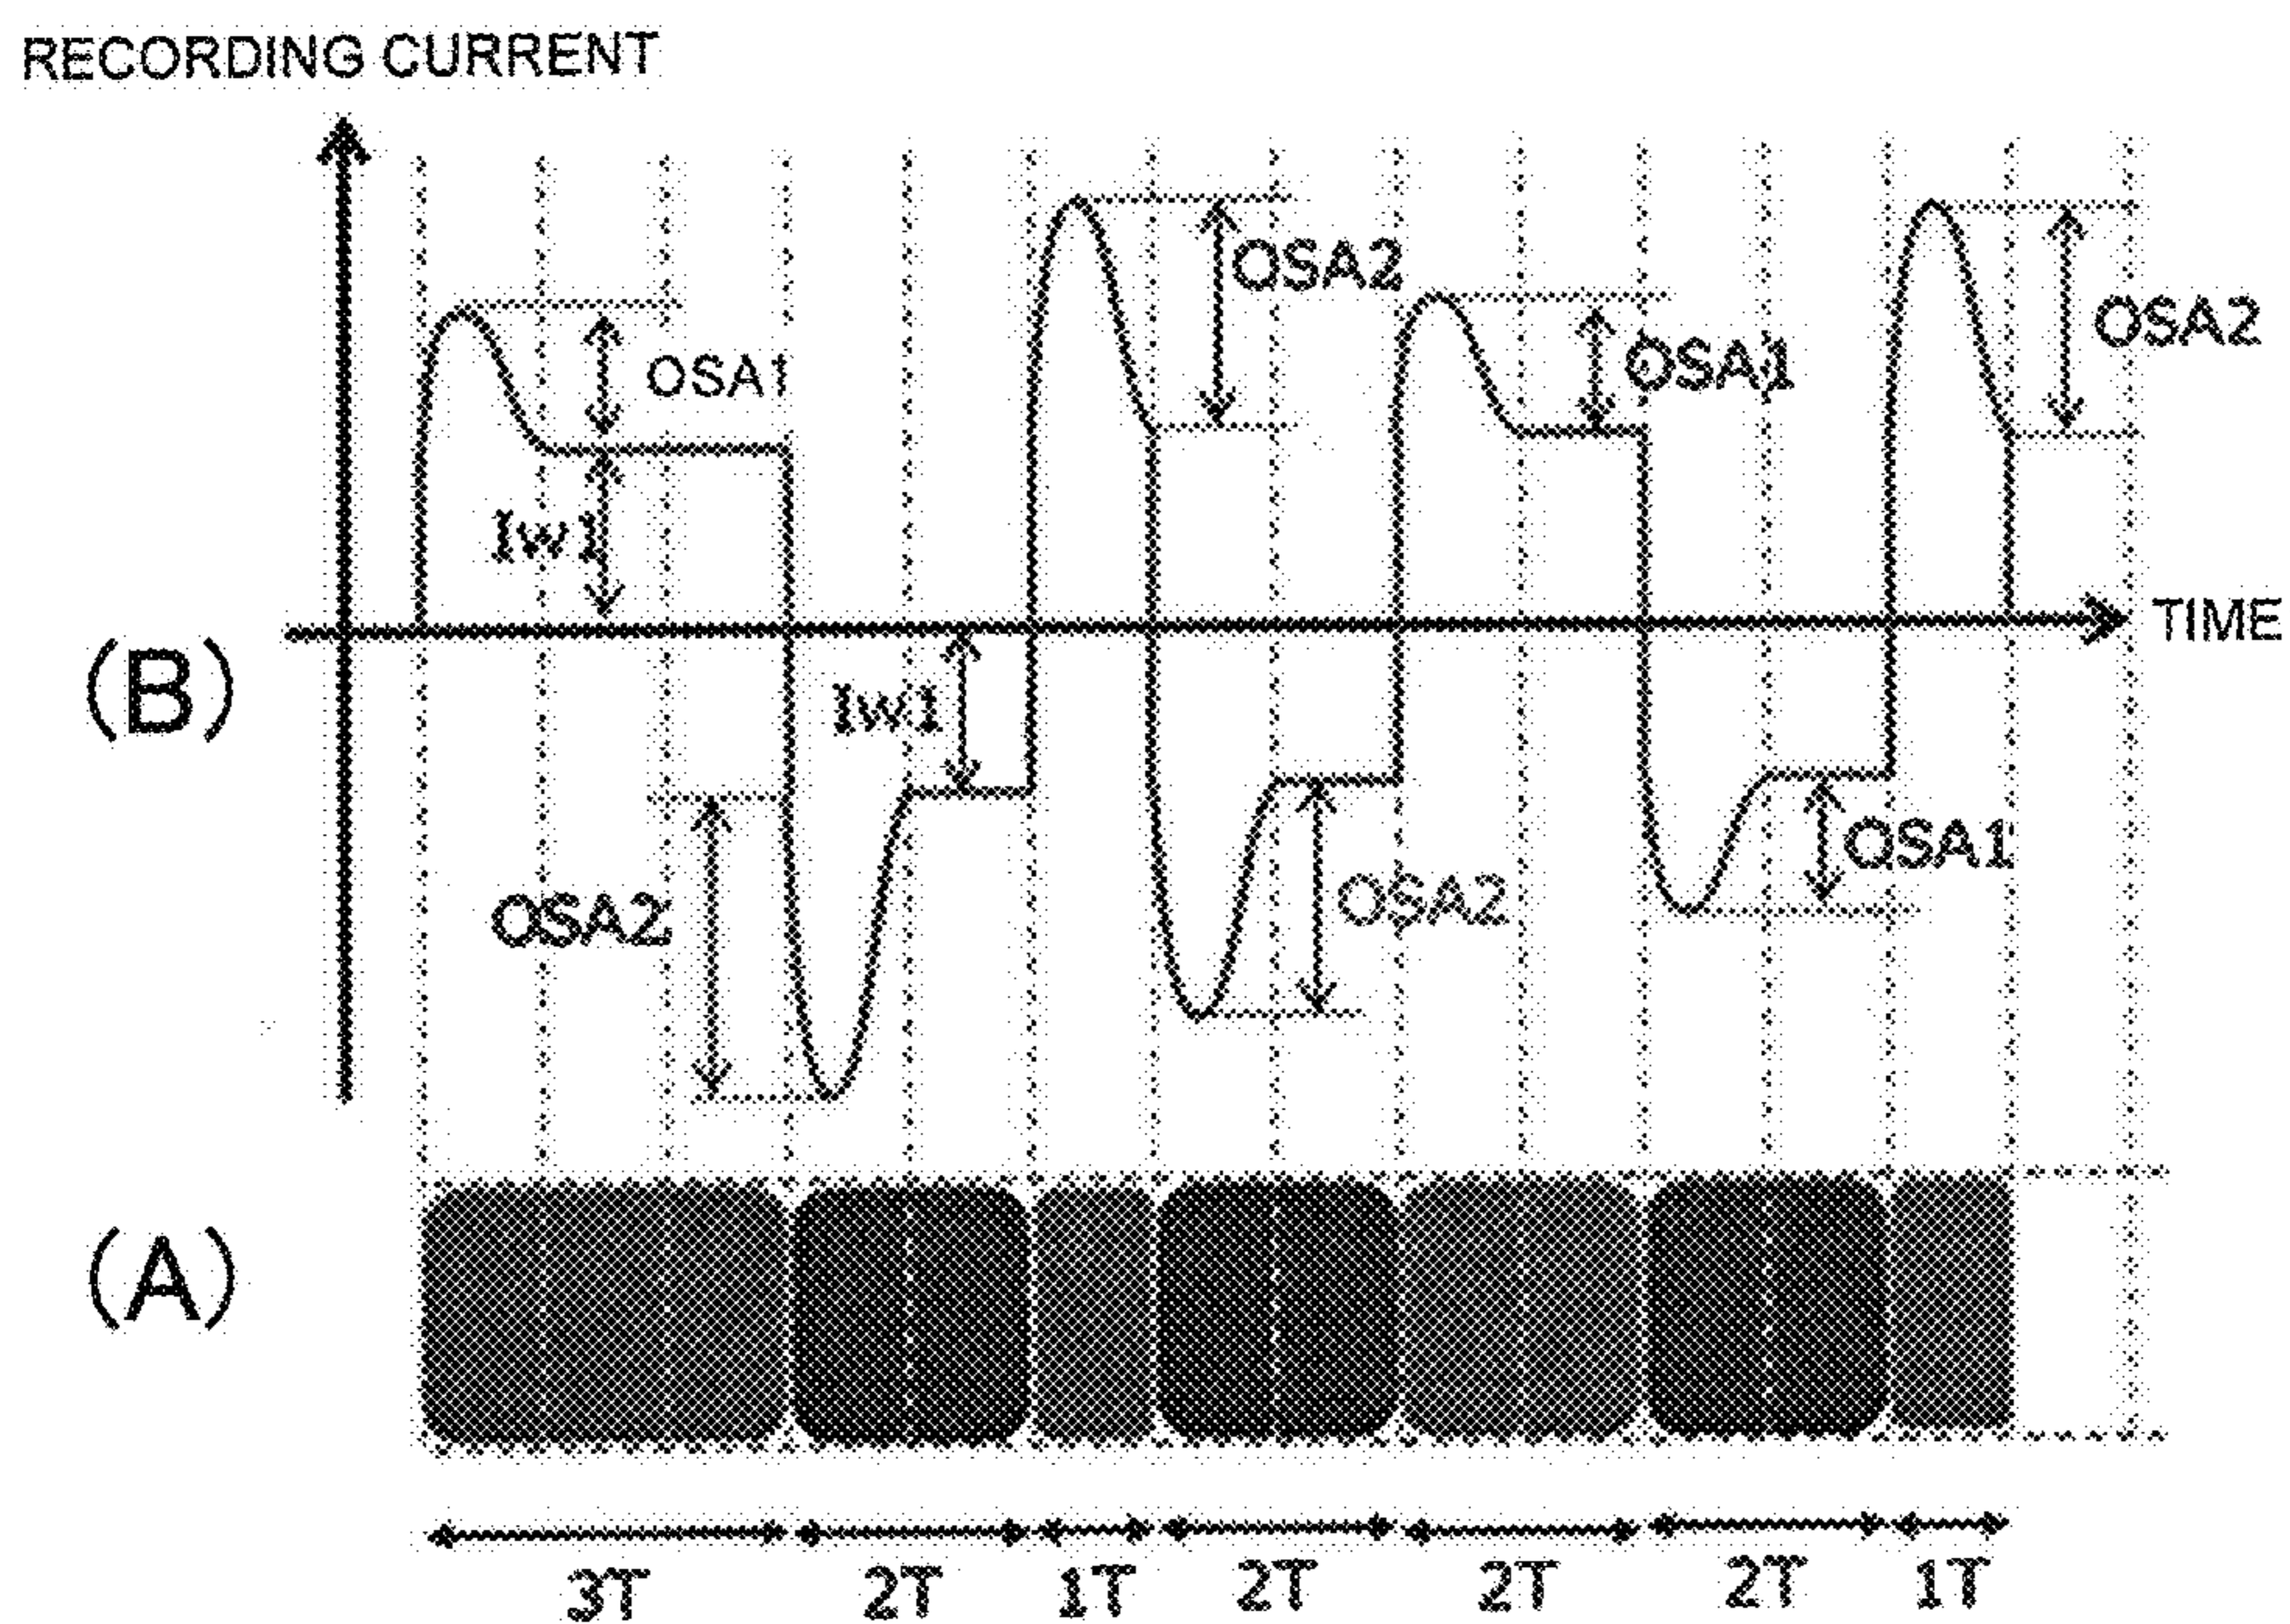 RECORDING CURRENT
OSA2
OSA2
OSA1
OSA1
Iw1
TIME
(B)
Iw1
OSA1
OSA2
OSA2
(A)
3T
2T
1T
2T
2T
2T
1T